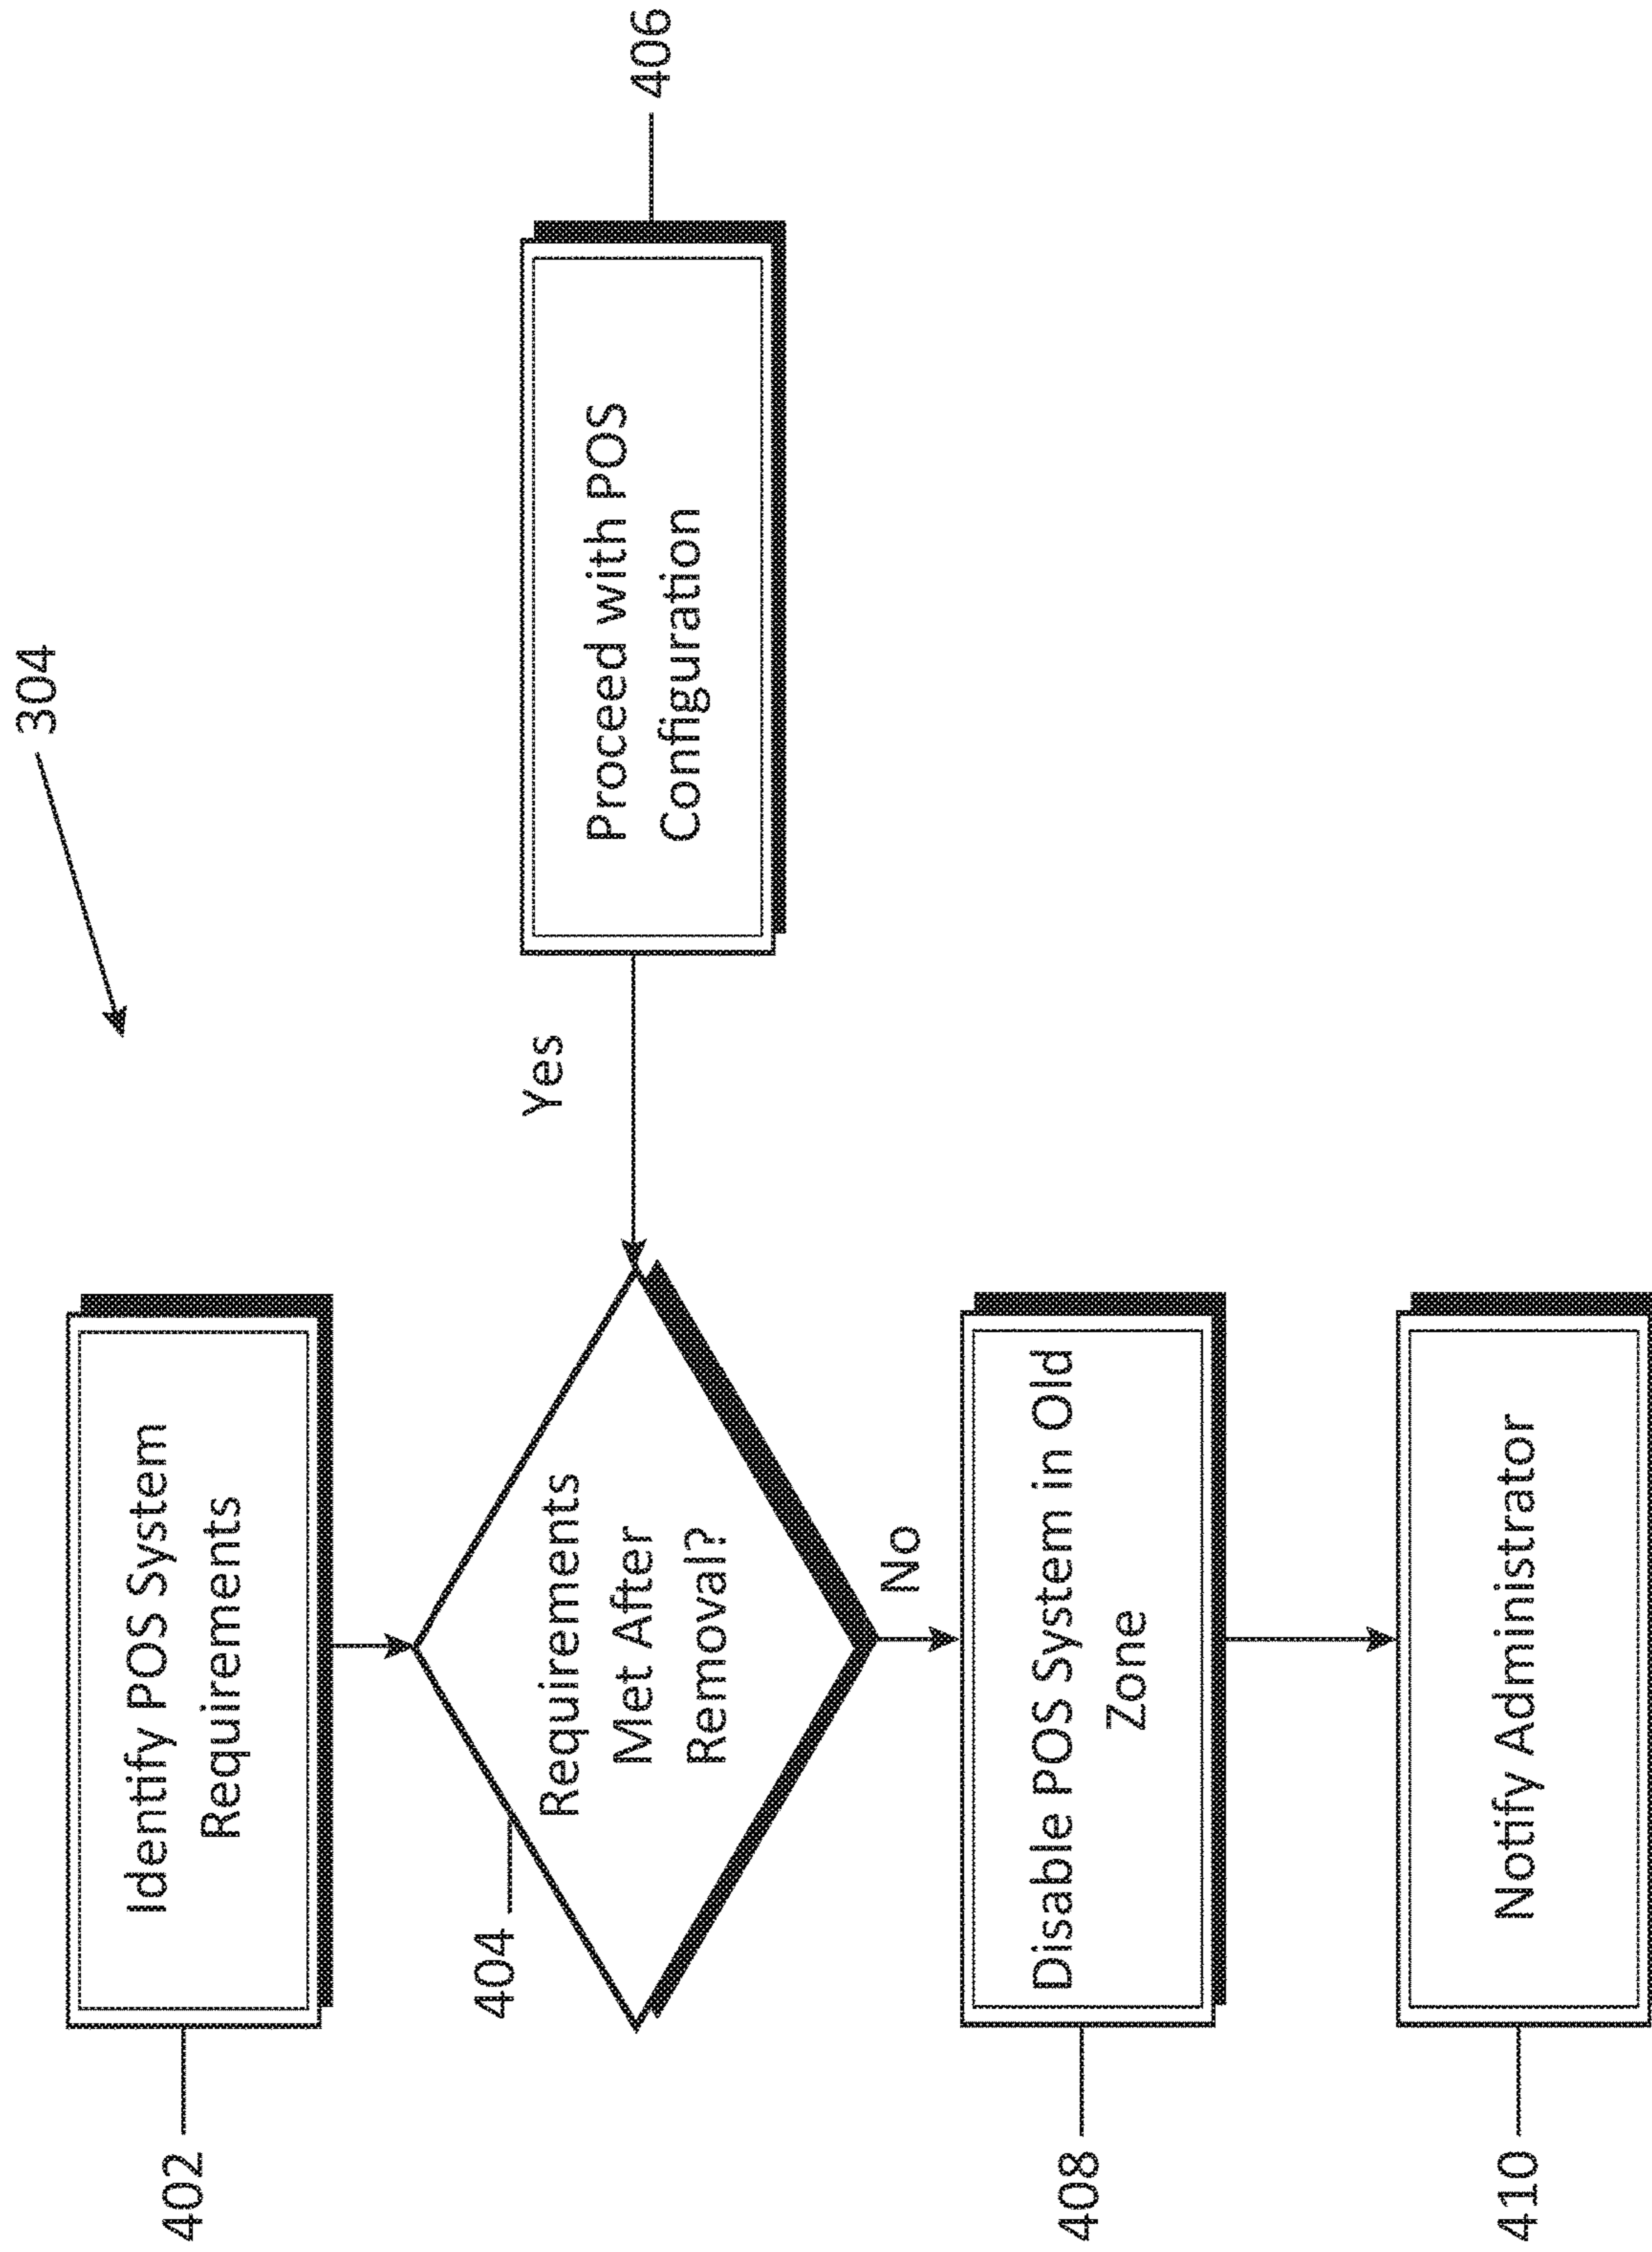 304
402
Identify POS System
Requirements
404
Requirements
Met After
Removal?
Yes
Proceed with POS
Configuration
406
No
408
Disable POS System in Old
Zone
410
Notify Administrator